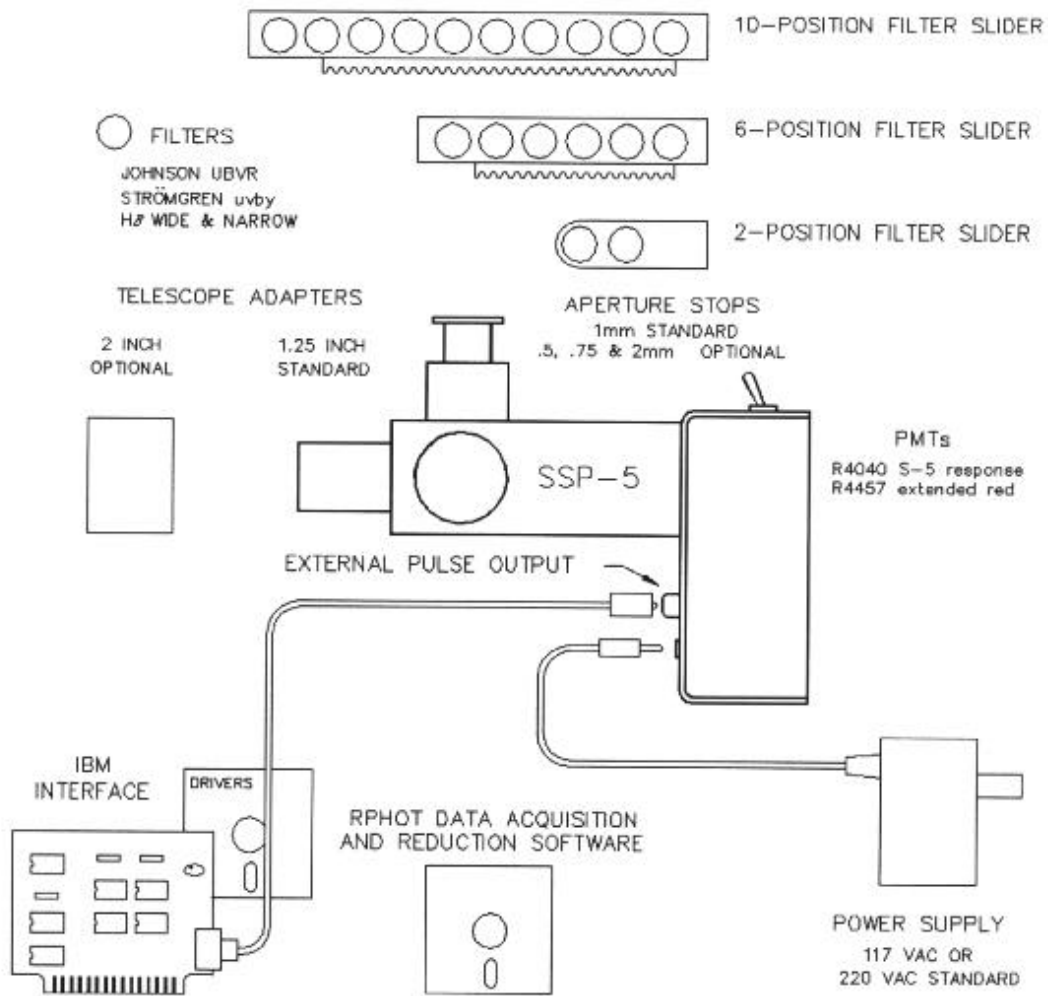 10-POSITION FILTER SLIDER
FILTERS
JOHNSON UBVR
STRÖMGREN uvby
Hβ WIDE & NARROW
6-POSITION FILTER SLIDER
2-POSITION FILTER SLIDER
TELESCOPE ADAPTERS
2 INCH
OPTIONAL
1.25 INCH
STANDARD
APERTURE STOPS
1mm STANDARD
.5, .75 & 2mm OPTIONAL
SSP-5
PMTs
R4040 S-5 response
R4457 extended red
EXTERNAL PULSE OUTPUT
IBM
INTERFACE
DRIVERS
RPHOT DATA ACQUISITION
AND REDUCTION SOFTWARE
POWER SUPPLY
117 VAC OR
220 VAC STANDARD